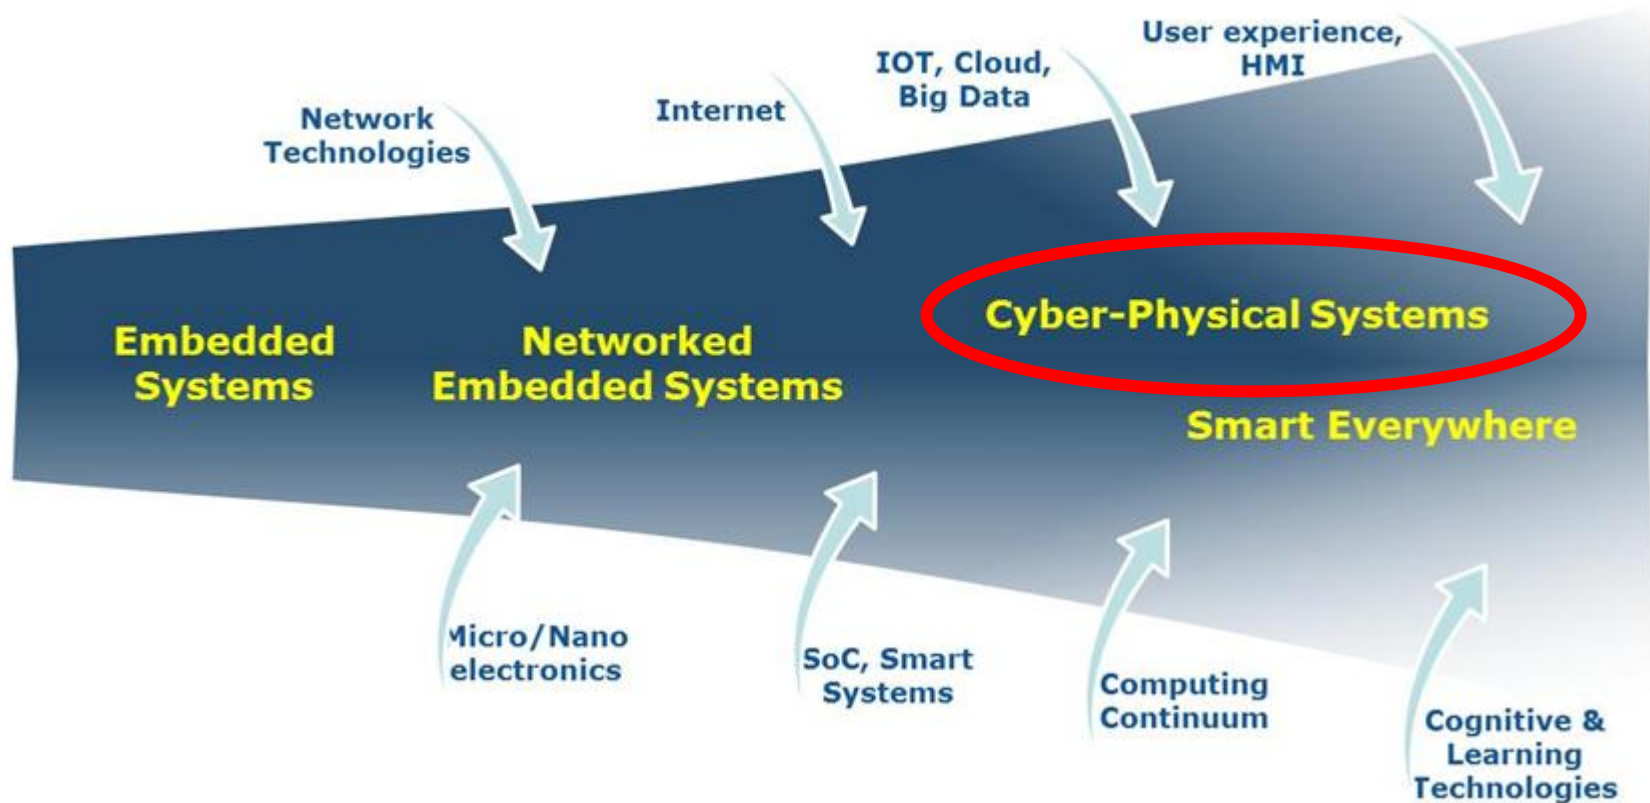 Network
Technologies
Internet
IOT, Cloud,
Big Data
User experience,
HMI
Embedded
Systems
Networked
Embedded Systems
Cyber-Physical Systems
Smart Everywhere
Micro/Nano
electronics
SoC, Smart
Systems
Computing
Continuum
Cognitive &
Learning
Technologies